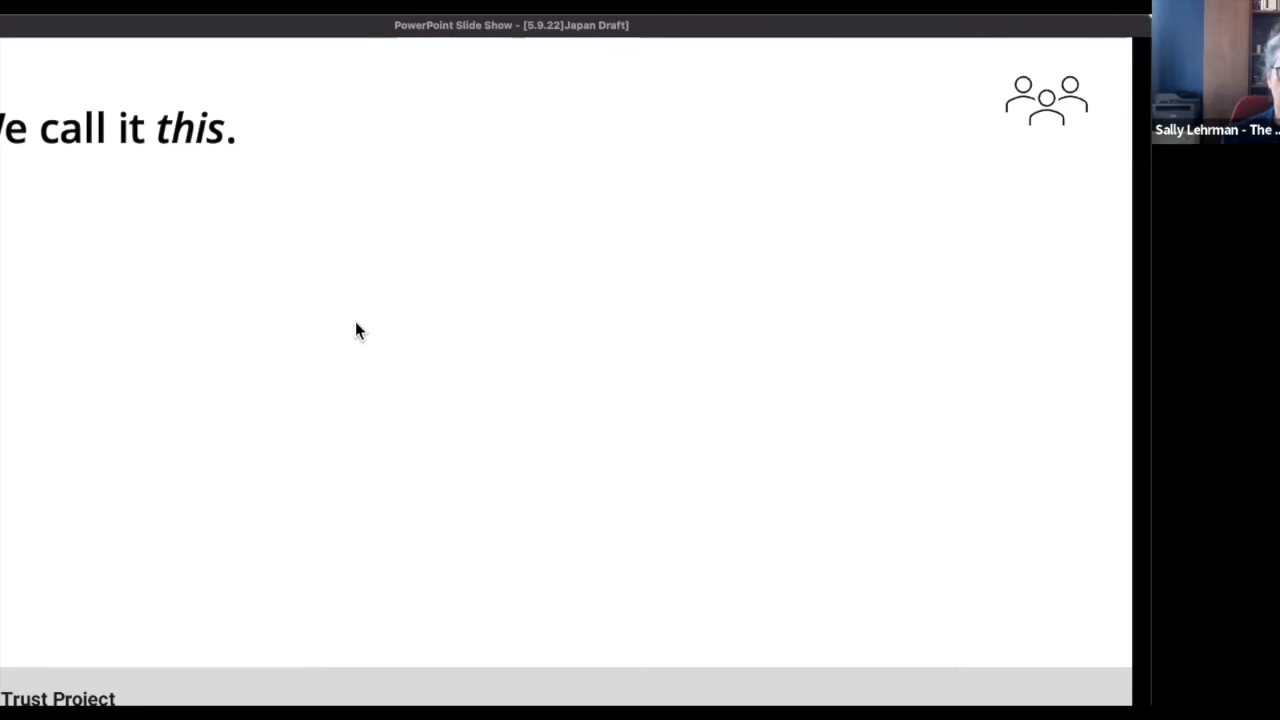 PowerPoint Slide Show - [5.9.22]Japan Draft]
e call it this.
Sally Lehrman - The ...
Trust Project